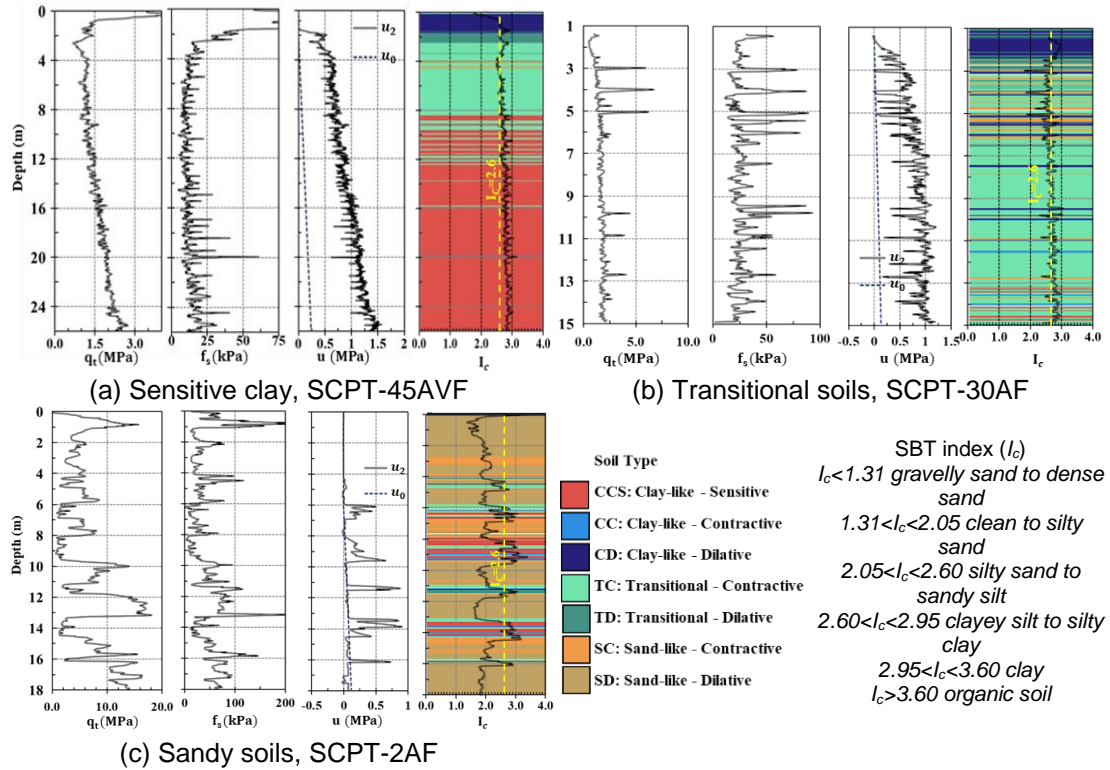 0
4
8
12
16
20
24
Depth (m)
0.0 1.5 3.0
qt (MPa)
0 25 50 75
fs(kPa)
u2
u0
0 1 2
u (MPa)
IC=2.6
0.0 1.0 2.0 3.0 4.0
Ic
(a) Sensitive clay, SCPT-45AVF
1
3
5
7
9
11
13
15
Depth (m)
0.0 2.0 4.0 6.0 8.0 10.0
qt(MPa)
0 50 100
fs(kPa)
u2
u0
-0.5 0 0.5 1 1.5
u (MPa)
IC=2.6
0.0 1.0 2.0 3.0 4.0
Ic
(b) Transitional soils, SCPT-30AF
0
2
4
6
8
10
12
14
16
18
Depth (m)
0.0 10.0 20.0
qt(MPa)
0 100 200
fs(kPa)
u2
u0
-0.5 0 0.5 1
u (MPa)
IC=2.6
0.0 1.0 2.0 3.0 4.0
Ic
(c) Sandy soils, SCPT-2AF
Soil Type
CCS: Clay-like - Sensitive
CC: Clay-like - Contractive
CD: Clay-like - Dilative
TC: Transitional - Contractive
TD: Transitional - Dilative
SC: Sand-like - Contractive
SD: Sand-like - Dilative
SBT index (Ic)
Ic<1.31 gravelly sand to dense
sand
1.31<Ic<2.05 clean to silty
sand
2.05<Ic<2.60 silty sand to
sandy silt
2.60<Ic<2.95 clayey silt to silty
clay
2.95<Ic<3.60 clay
Ic>3.60 organic soil